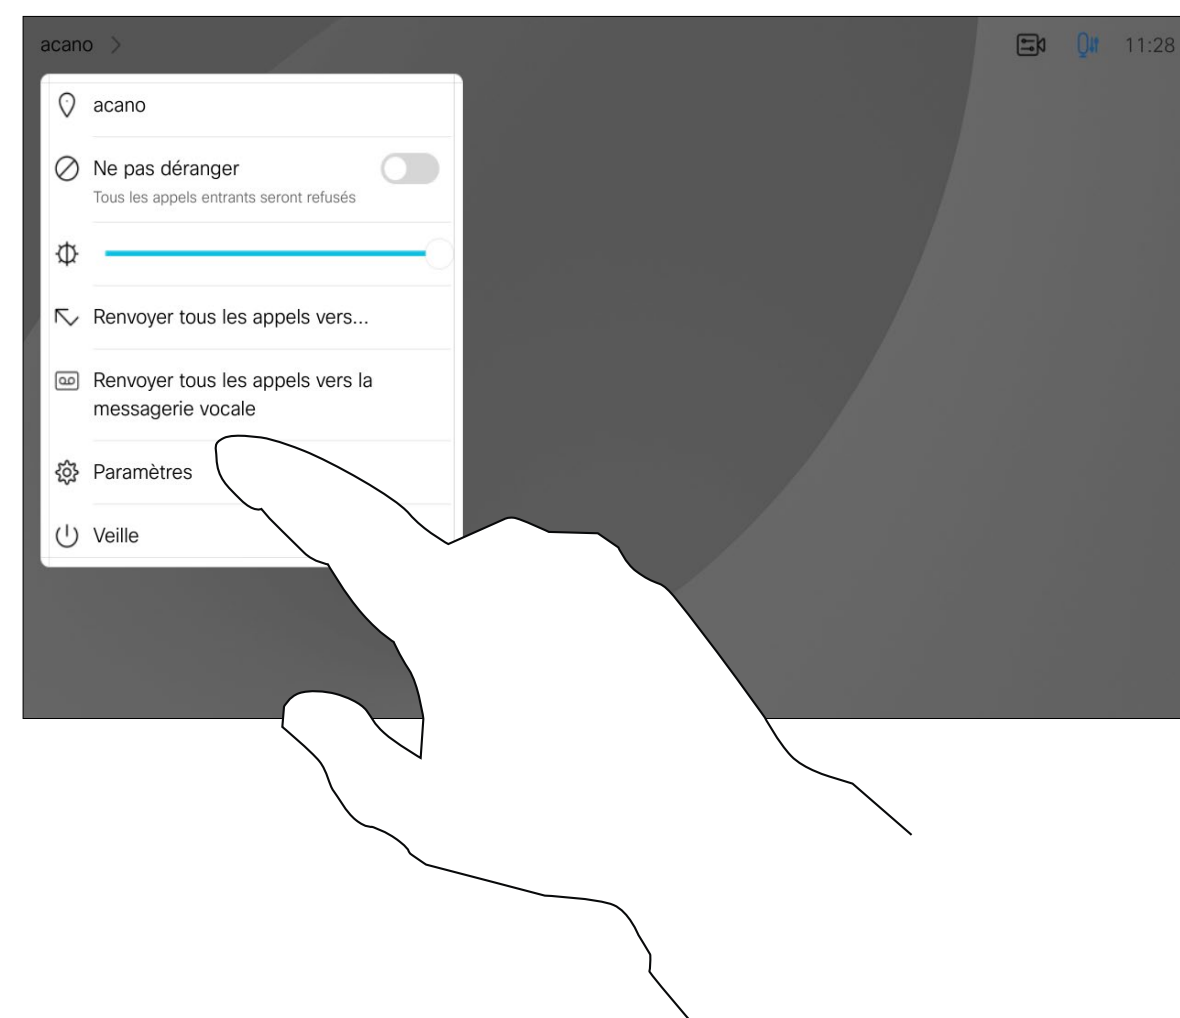 acano
11:28
acano
Ne pas déranger
Tous les appels entrants seront refusés
Renvoyer tous les appels vers...
Renvoyer tous les appels vers la
messagerie vocale
Paramètres
Veille